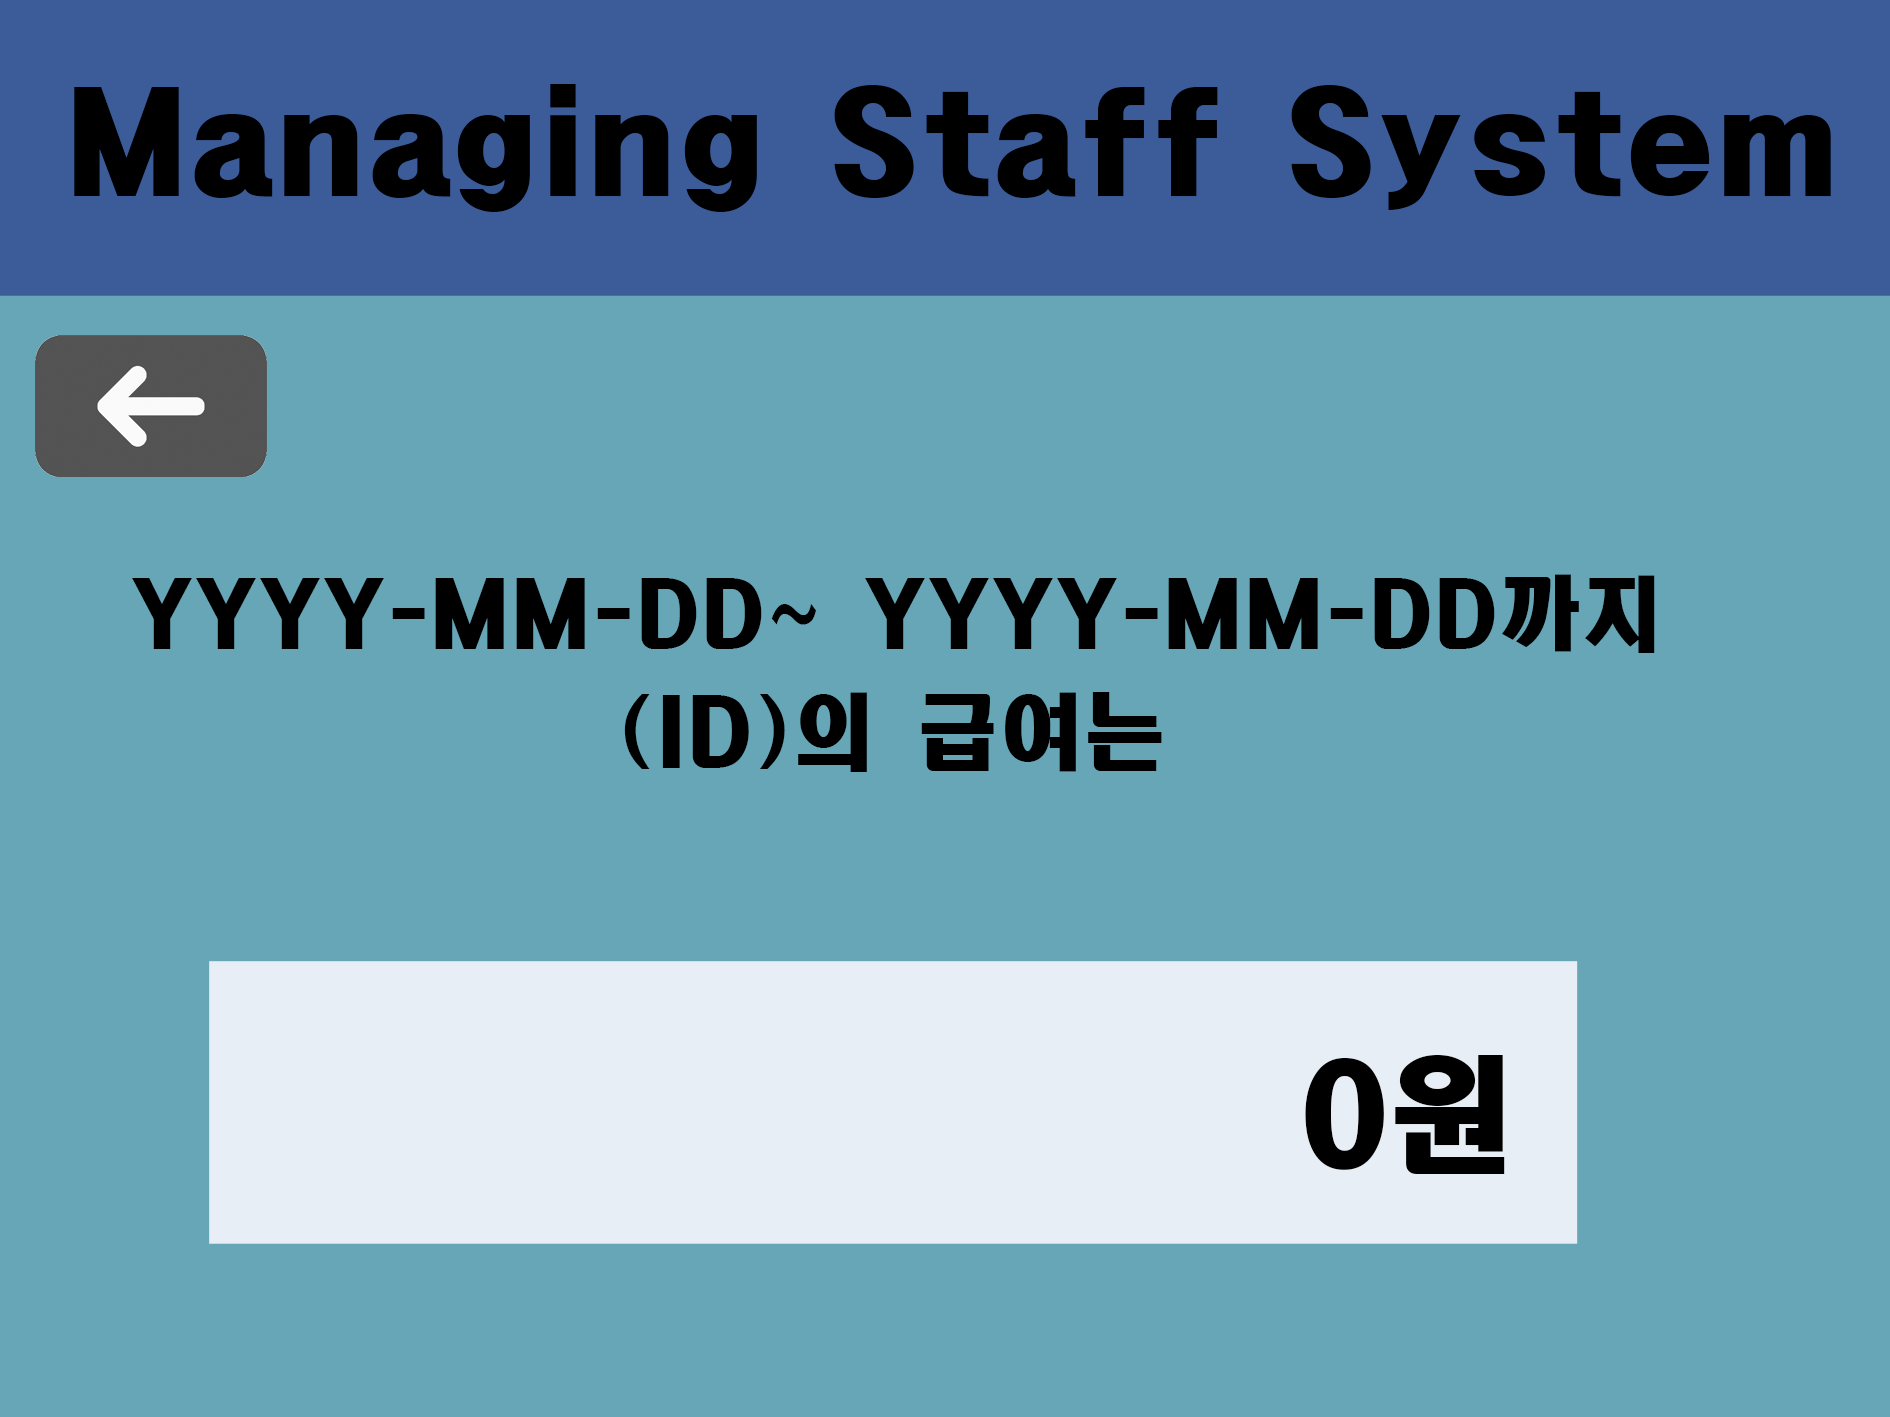 Managing Staff System
YYYY-MM-DD~ YYYY-MM-DD까지
(ID)의 급여는
0원